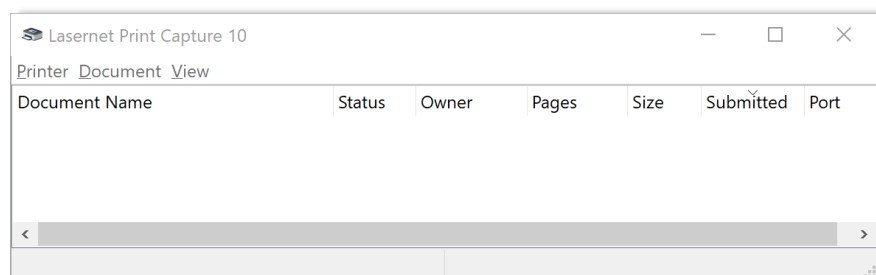 Lasernet Print Capture 10
Printer Document View
Document Name Status Owner Pages Size Submitted Port